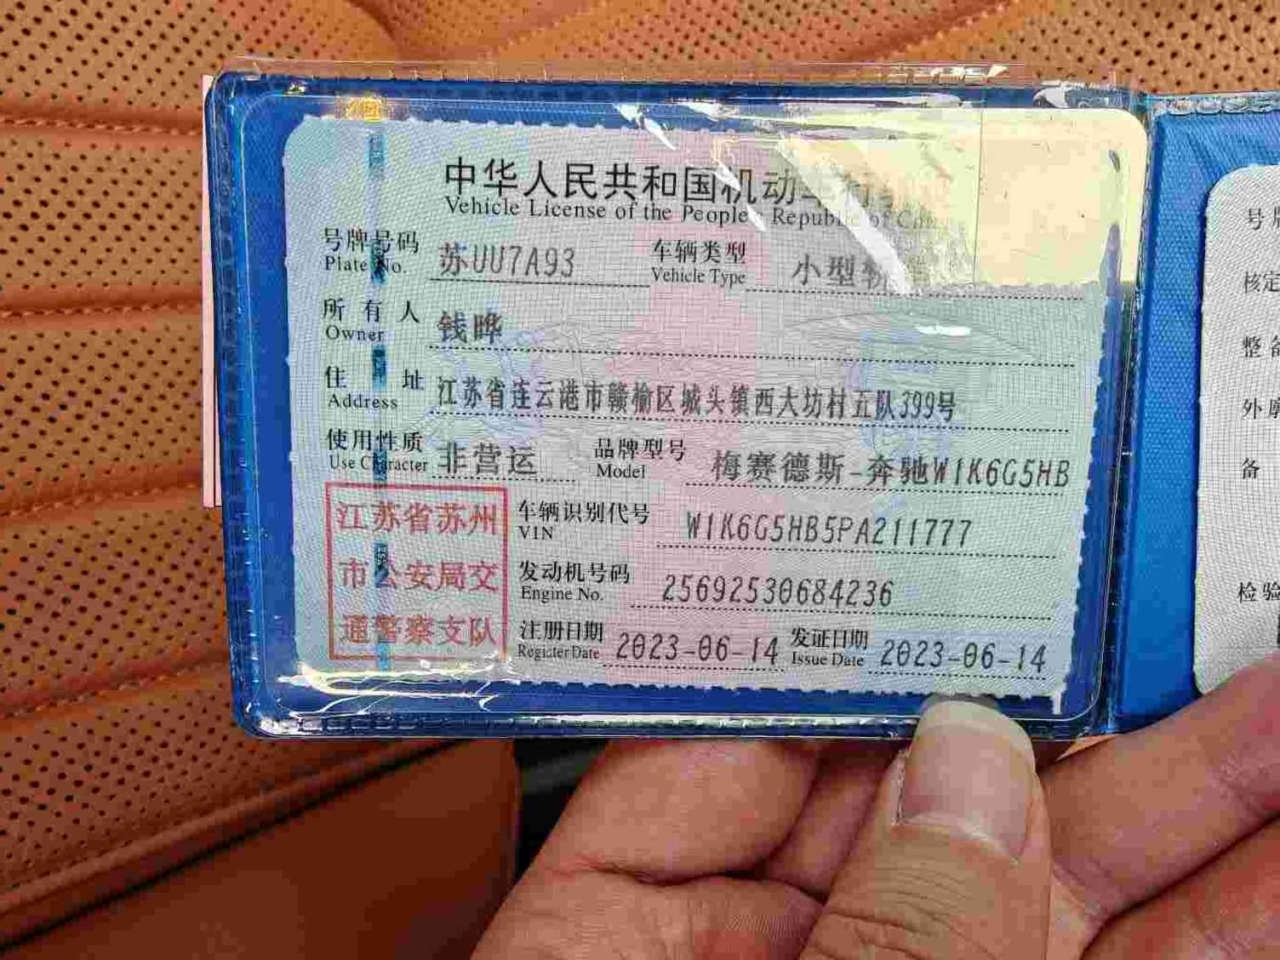 中华人民共和国机动车行
Vehicle License of the People's Republic of Chi
号牌号码
Plate No.
苏UU7A93
车辆类型
Vehicle Type
小型轿
所有人
Owner
钱晔
住址
Address
江苏省连云港市赣榆区城头镇西大坊村五队399号
使用性质
Use Character
非营运
品牌型号
Model
梅赛德斯-奔驰W1K6G5HB
江苏省苏州
市公安局交
通警察支队
车辆识别代号
VIN
W1K6G5HB5PA211777
发动机号码
Engine No.
25692530684236
注册日期
Register Date
2023-06-14
发证日期
Issue Date
2023-06-14
号
核定
整备
外
备
检验